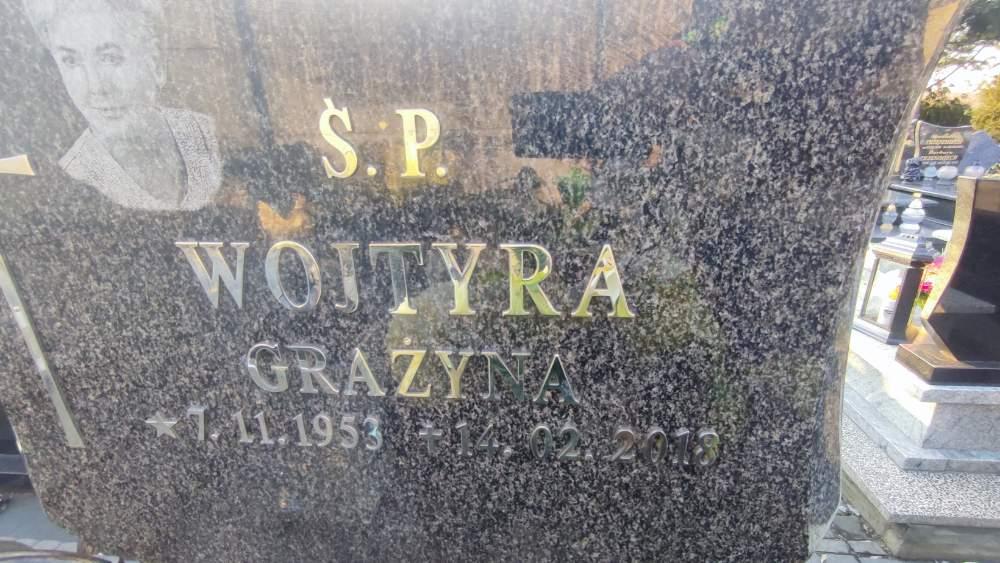 Ś. P.
WOJTYRA
GRAŻYNA
★ 7. 11. 1953 ✝ 14. 02. 2018